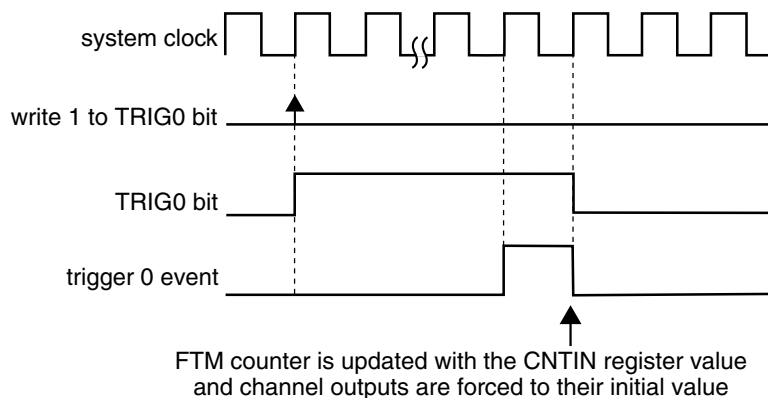 system clock
write 1 to TRIG0 bit
TRIG0 bit
trigger 0 event
FTM counter is updated with the CNTIN register value
and channel outputs are forced to their initial value